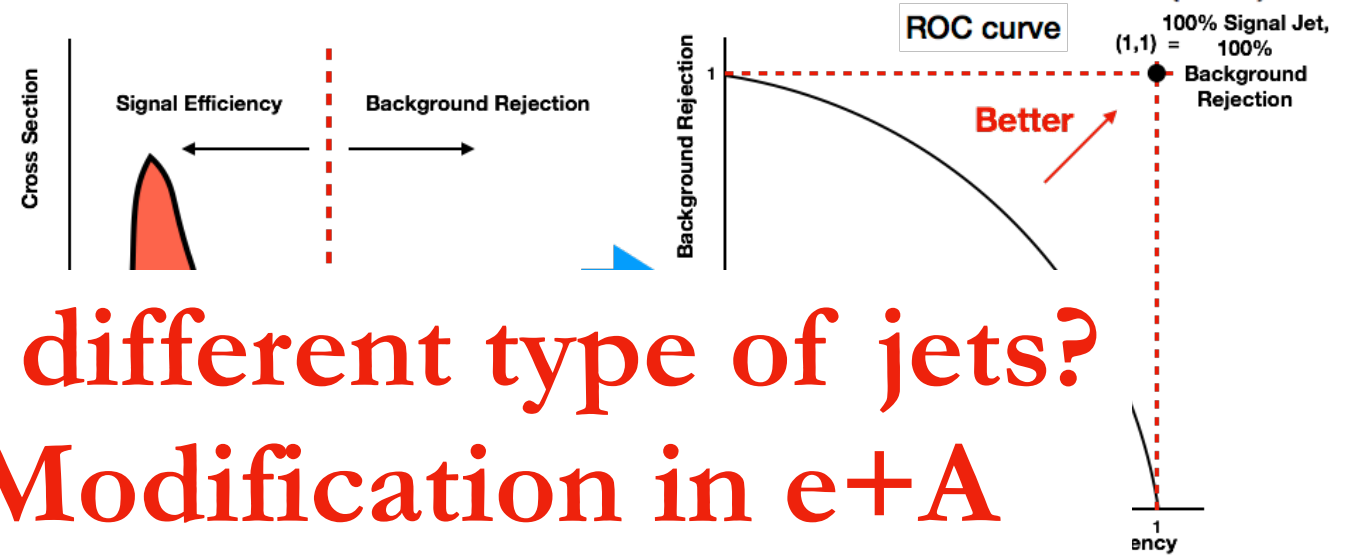 ROC curve
100% Signal Jet,
(1,1) = 100%
Background
Rejection
Cross Section
Signal Efficiency
Background Rejection
Background Rejection
1
Better
different type of jets?
Modification in e+A
1
ency